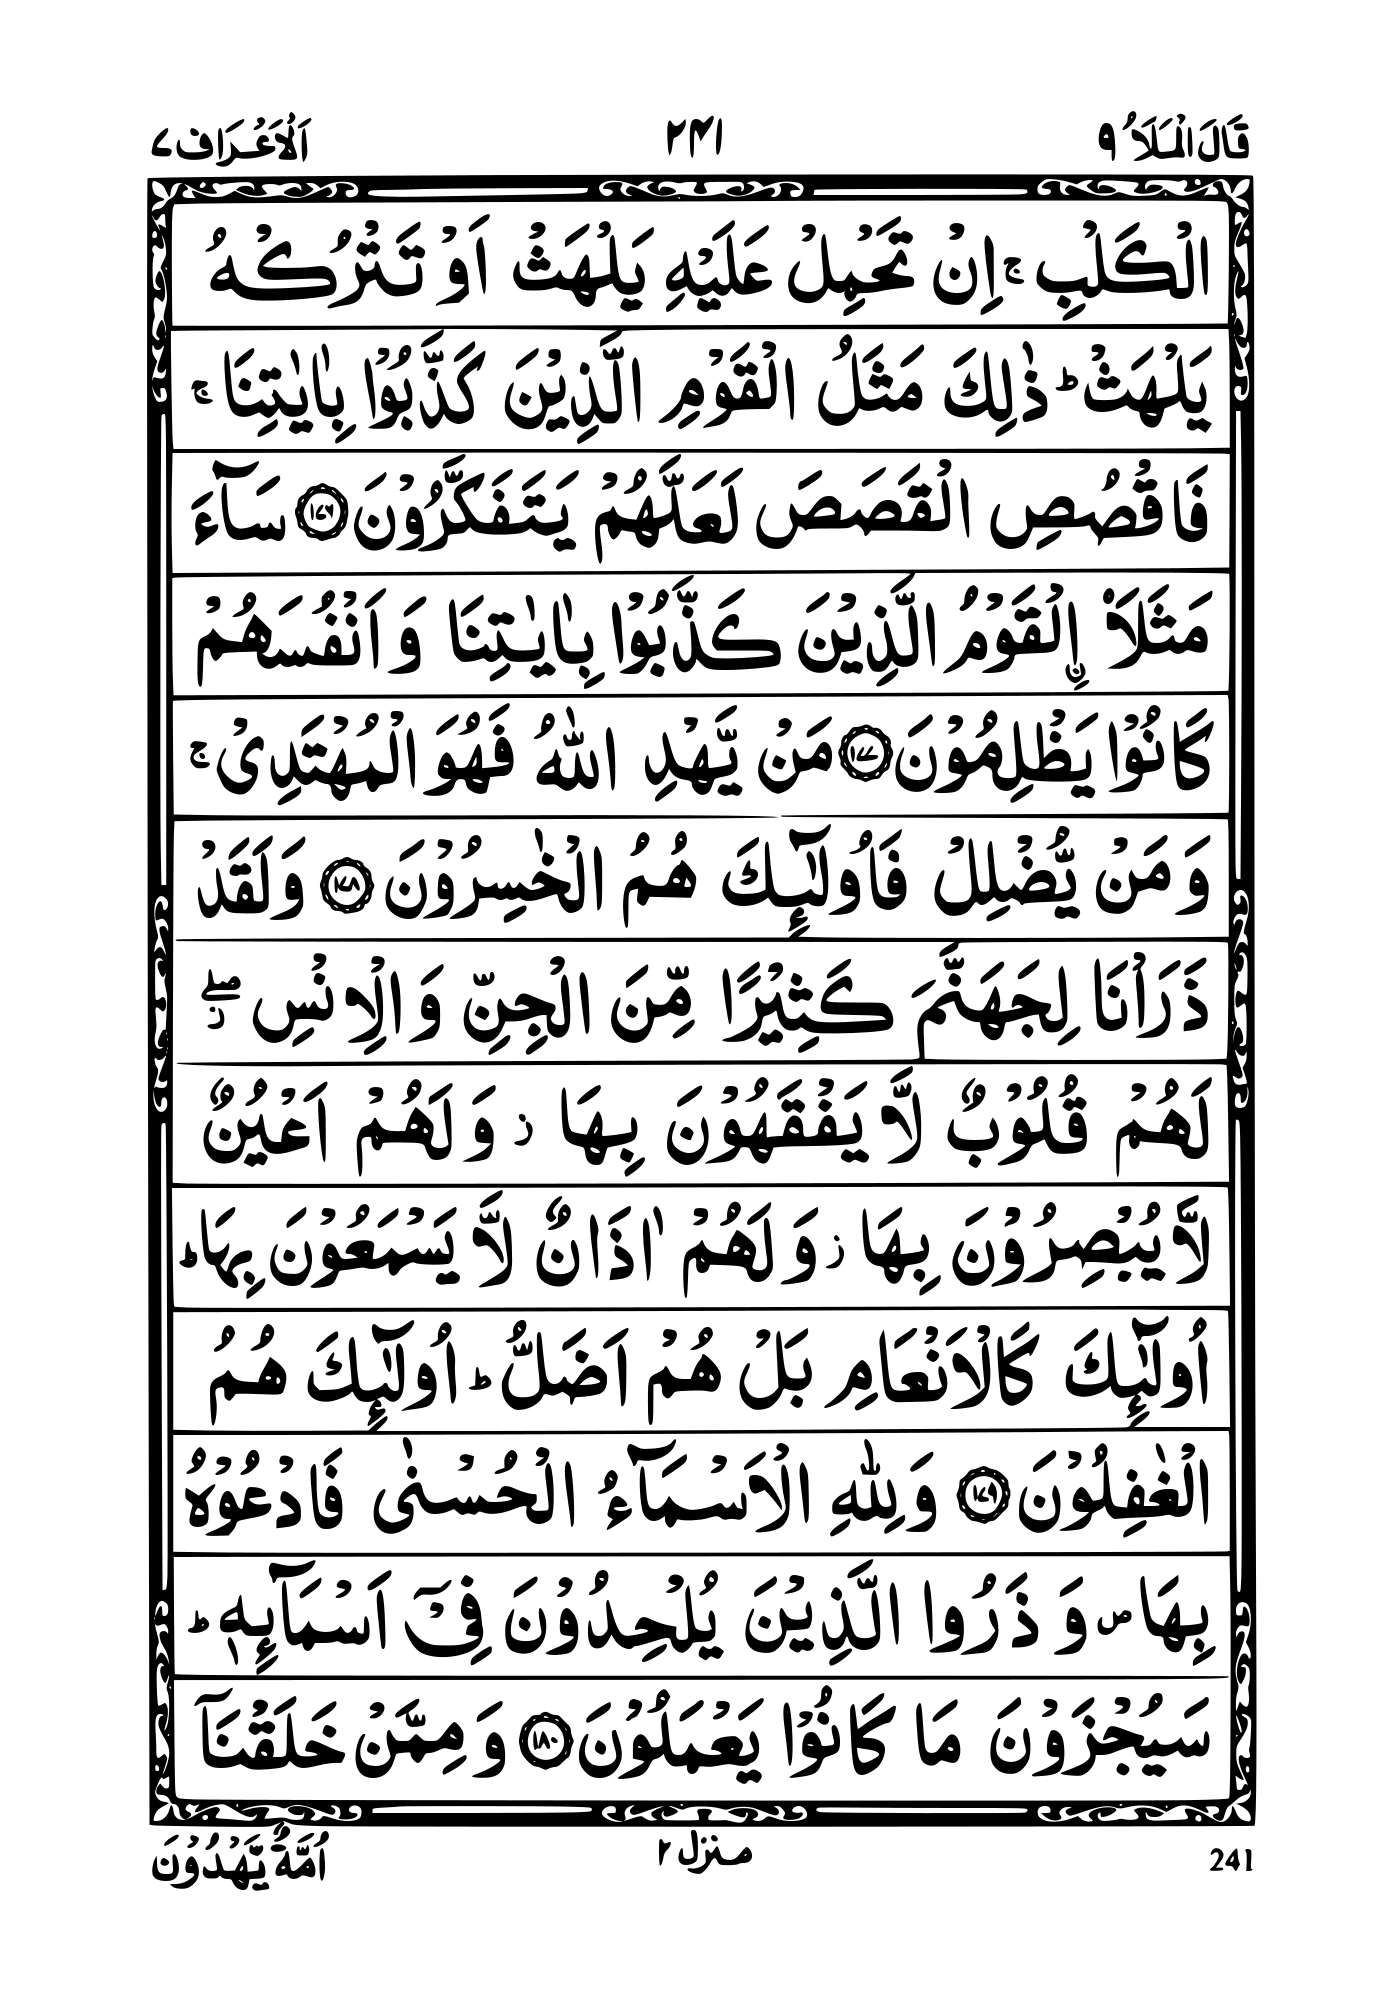 قَالَ الْمَلَاُ ٩
٢٤١
اَلْاَعْرَاف ٧
الْكَلْبِ ۚ اِنْ تَحْمِلْ عَلَيْهِ يَلْهَثْ اَوْ تَتْرُكْهُ
يَلْهَثْ ؕ ذٰلِكَ مَثَلُ الْقَوْمِ الَّذِيْنَ كَذَّبُوْا بِاٰيٰتِنَا ۚ
فَاقْصُصِ الْقَصَصَ لَعَلَّهُمْ يَتَفَكَّرُوْنَ ﴿١٧٦﴾ سَآءَ
مَثَلَاْ ۨالْقَوْمُ الَّذِيْنَ كَذَّبُوْا بِاٰيٰتِنَا وَ اَنْفُسَهُمْ
كَانُوْا يَظْلِمُوْنَ ﴿١٧٧﴾ مَنْ يَّهْدِ اللّٰهُ فَهُوَ الْمُهْتَدِيْ ۚ
وَ مَنْ يُّضْلِلْ فَاُولٰٓئِكَ هُمُ الْخٰسِرُوْنَ ﴿١٧٨﴾ وَلَقَدْ
ذَرَاْنَا لِجَهَنَّمَ كَثِيْرًا مِّنَ الْجِنِّ وَالْاِنْسِ ۖز
لَهُمْ قُلُوْبٌ لَّا يَفْقَهُوْنَ بِهَا ز وَلَهُمْ اَعْيُنٌ
لَّا يُبْصِرُوْنَ بِهَا ز وَلَهُمْ اٰذَانٌ لَّا يَسْمَعُوْنَ بِهَا ؕ
اُولٰٓئِكَ كَالْاَنْعَامِ بَلْ هُمْ اَضَلُّ ؕ اُولٰٓئِكَ هُمُ
الْغٰفِلُوْنَ ﴿١٧٩﴾ وَلِلّٰهِ الْاَسْمَآءُ الْحُسْنٰى فَادْعُوْهُ
بِهَا ص وَ ذَرُوا الَّذِيْنَ يُلْحِدُوْنَ فِيْٓ اَسْمَآئِهٖ ؕ
سَيُجْزَوْنَ مَا كَانُوْا يَعْمَلُوْنَ ﴿١٨٠﴾ وَ مِمَّنْ خَلَقْنَآ
241
منزل ٢
اُمَّةٌ يَّهْدُوْنَ